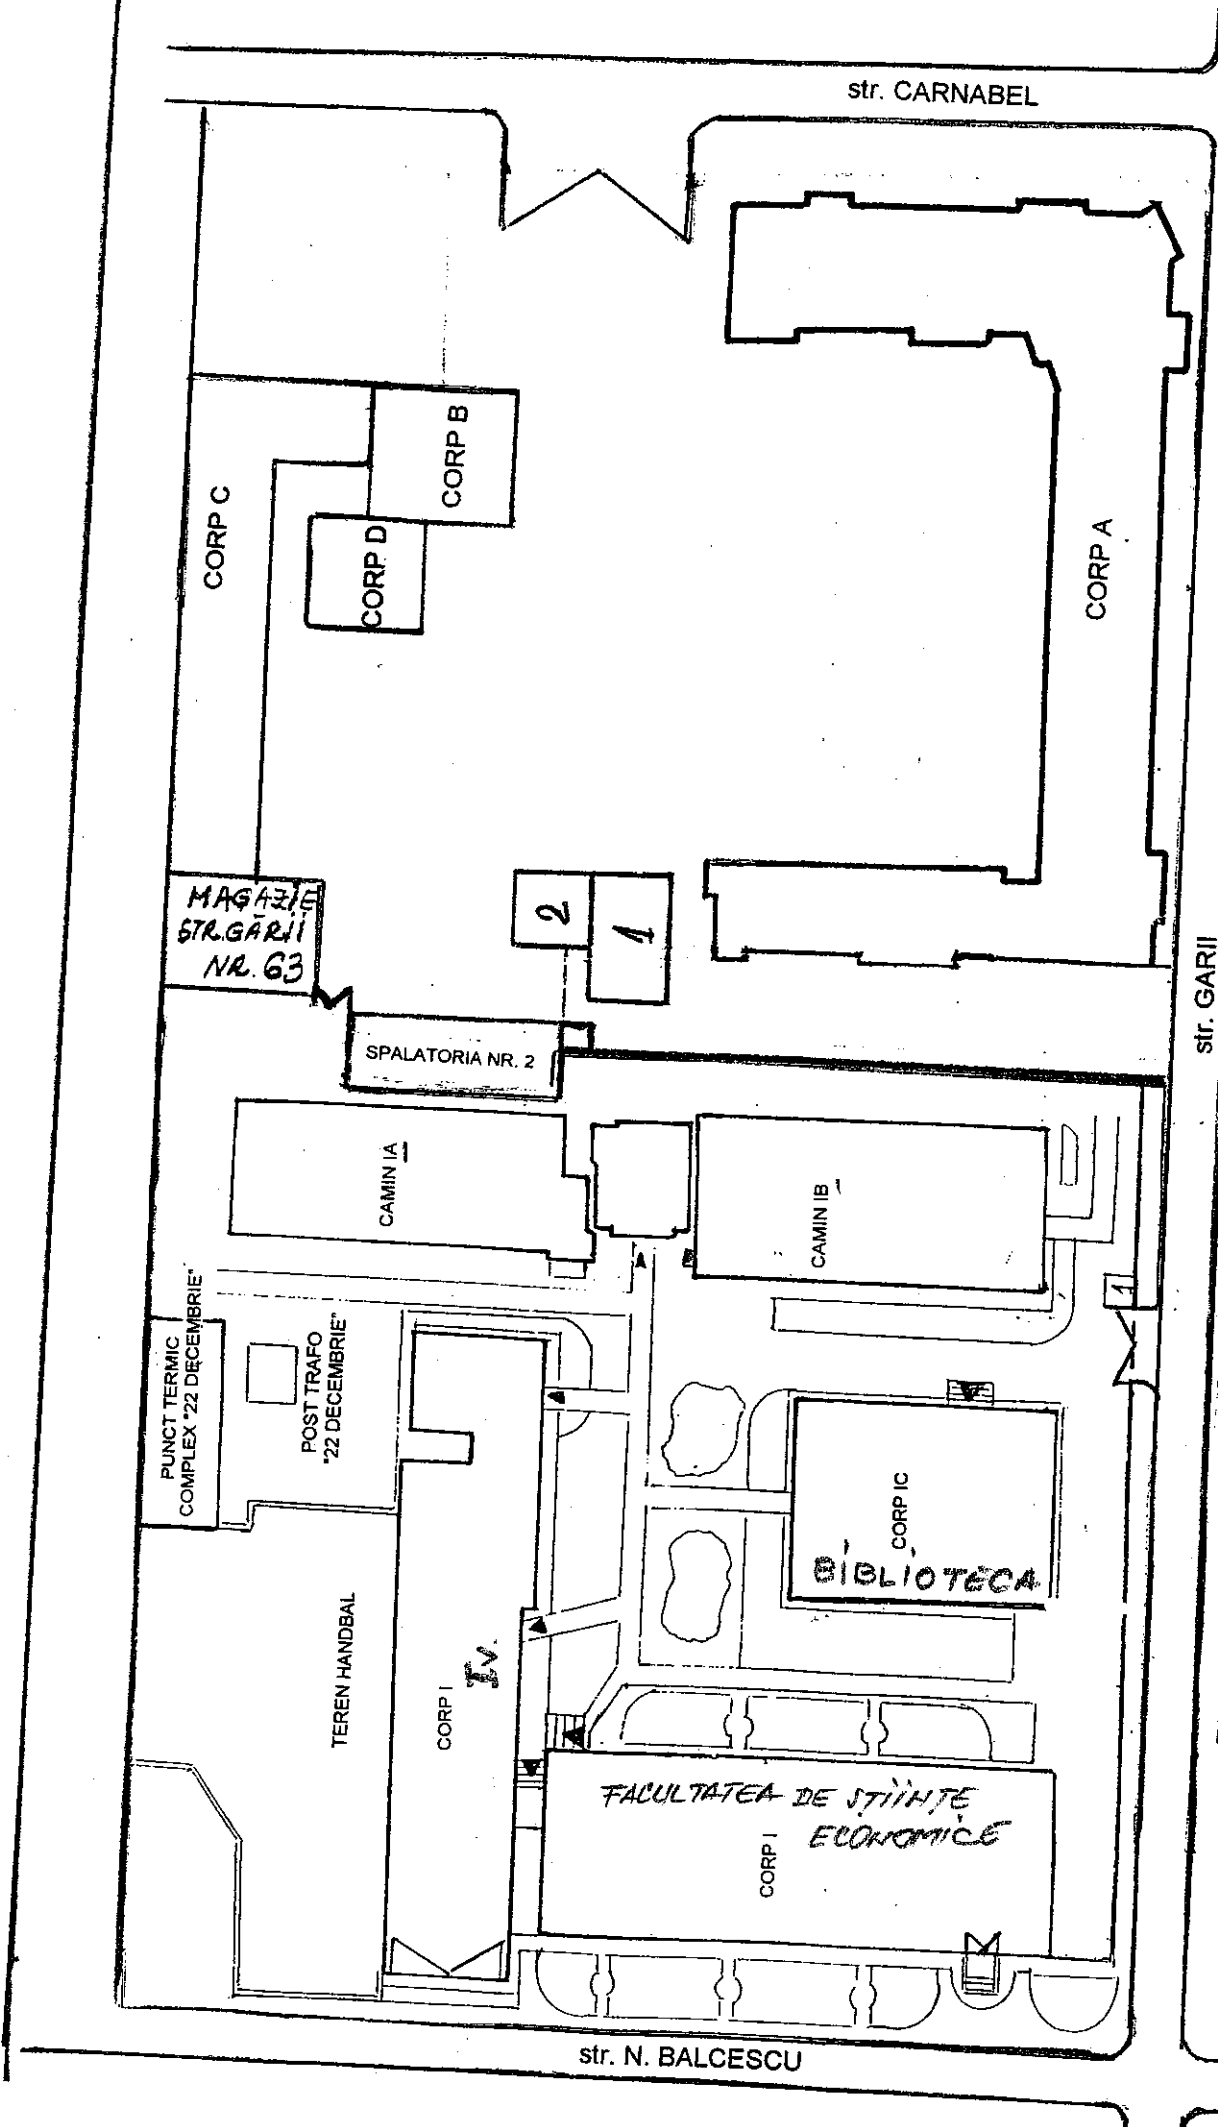 str. CARNABEL
CORP B
CORP C
CORP D
CORP A
MAGAZIE
STR. GĂRII
NR. 63
2
1
str. GARII
SPALATORIA NR. 2
CAMIN IA
CAMIN IB
1
PUNCT TERMIC
COMPLEX "22 DECEMBRIE"
POST TRAFO
"22 DECEMBRIE"
CORP IC
BIBLIOTECA
TEREN HANDBAL
CORP I
IV.
FACULTATEA DE STIINTE
ECONOMICE
CORP I
str. N. BALCESCU